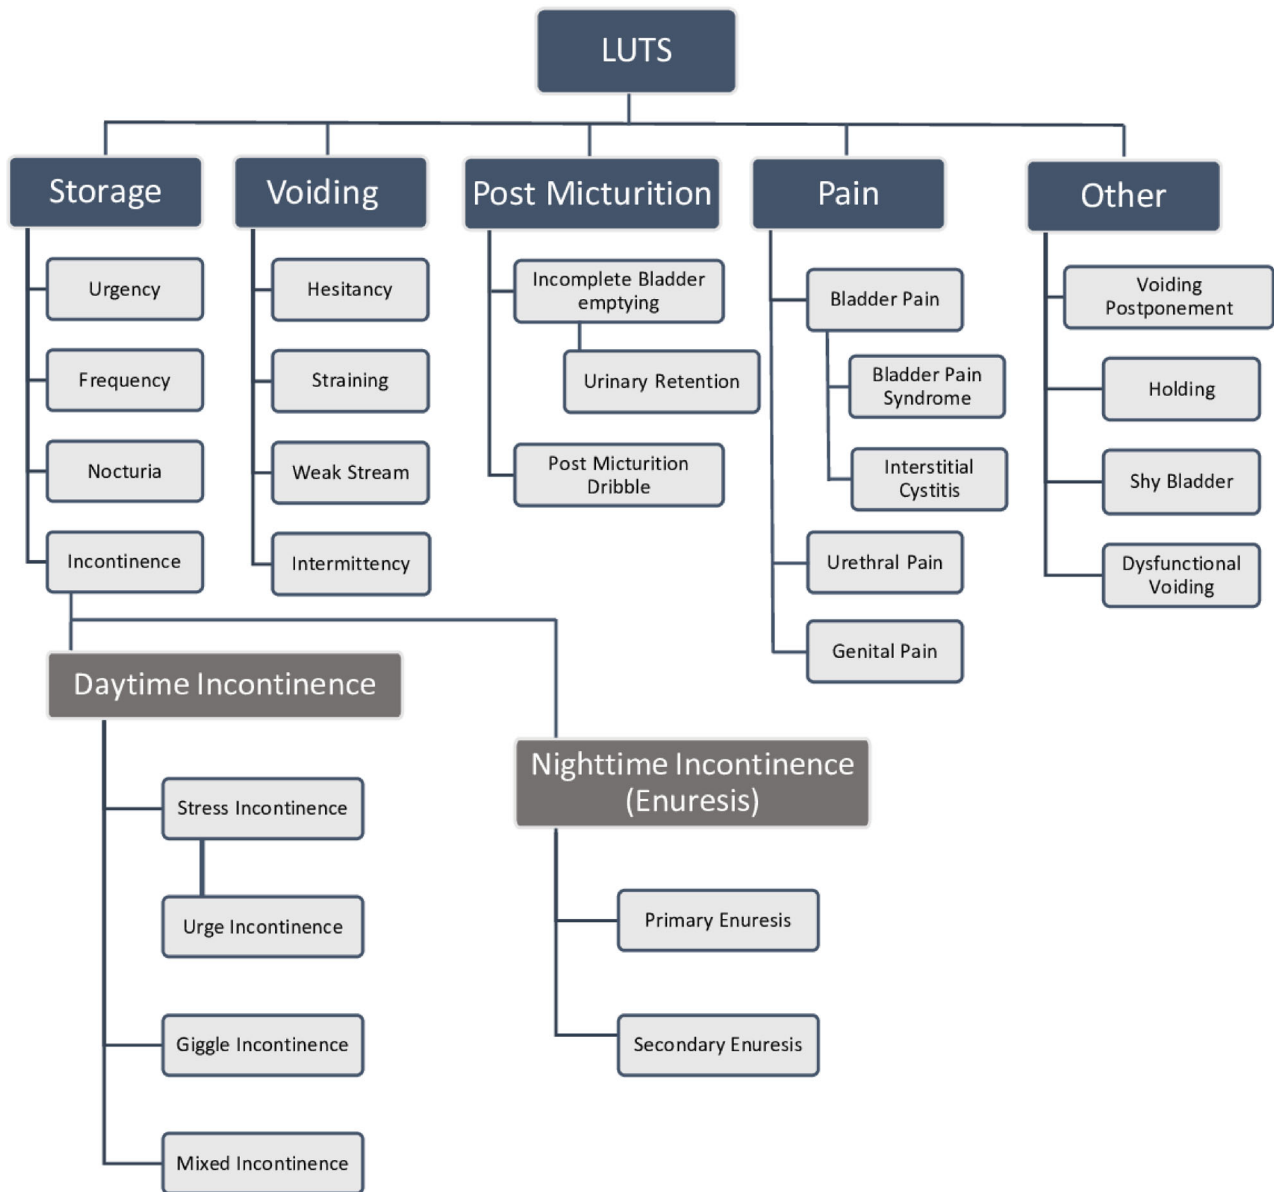 LUTS
Storage
Urgency
Frequency
Nocturia
Incontinence
Voiding
Hesitancy
Straining
Weak Stream
Intermittency
Post Micturition
Incomplete Bladder
emptying
Urinary Retention
Post Micturition
Dribble
Pain
Bladder Pain
Bladder Pain
Syndrome
Interstitial
Cystitis
Urethral Pain
Genital Pain
Other
Voiding
Postponement
Holding
Shy Bladder
Dysfunctional
Voiding
Daytime Incontinence
Stress Incontinence
Urge Incontinence
Giggle Incontinence
Mixed Incontinence
Nighttime Incontinence
(Enuresis)
Primary Enuresis
Secondary Enuresis